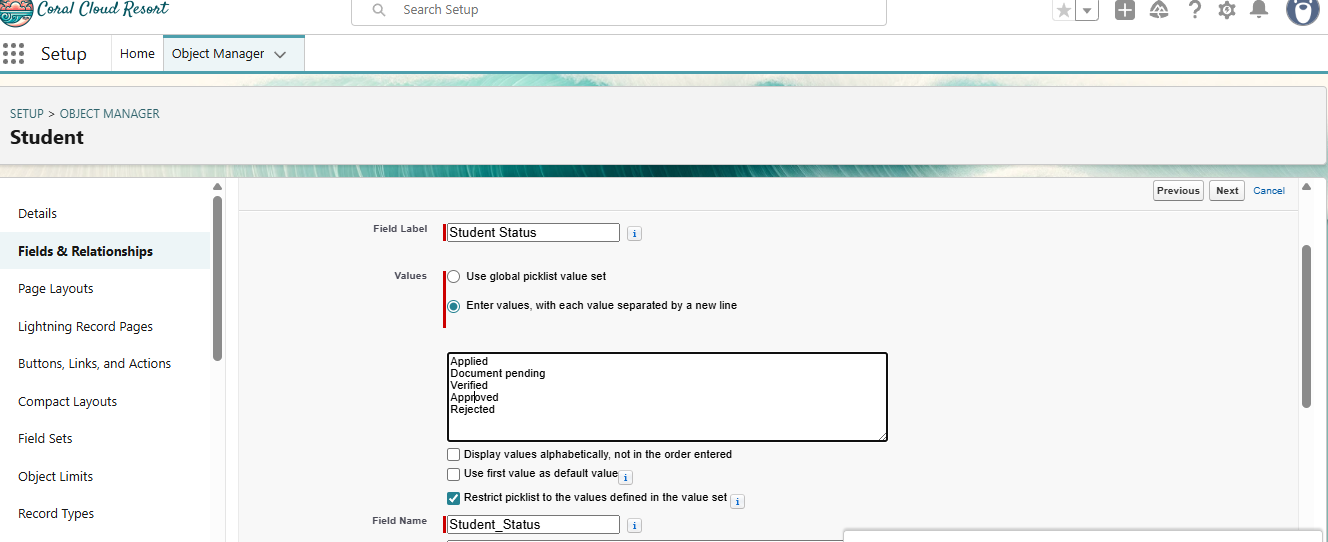 Coral Cloud Resort
Search Setup
Setup
Home
Object Manager
SETUP > OBJECT MANAGER
Student
Previous
Next
Cancel
Details
Fields & Relationships
Page Layouts
Lightning Record Pages
Buttons, Links, and Actions
Compact Layouts
Field Sets
Object Limits
Record Types
Field Label
Student Status
Values
Use global picklist value set
Enter values, with each value separated by a new line
Applied
Document pending
Verified
Approved
Rejected
Display values alphabetically, not in the order entered
Use first value as default value
Restrict picklist to the values defined in the value set
Field Name
Student_Status